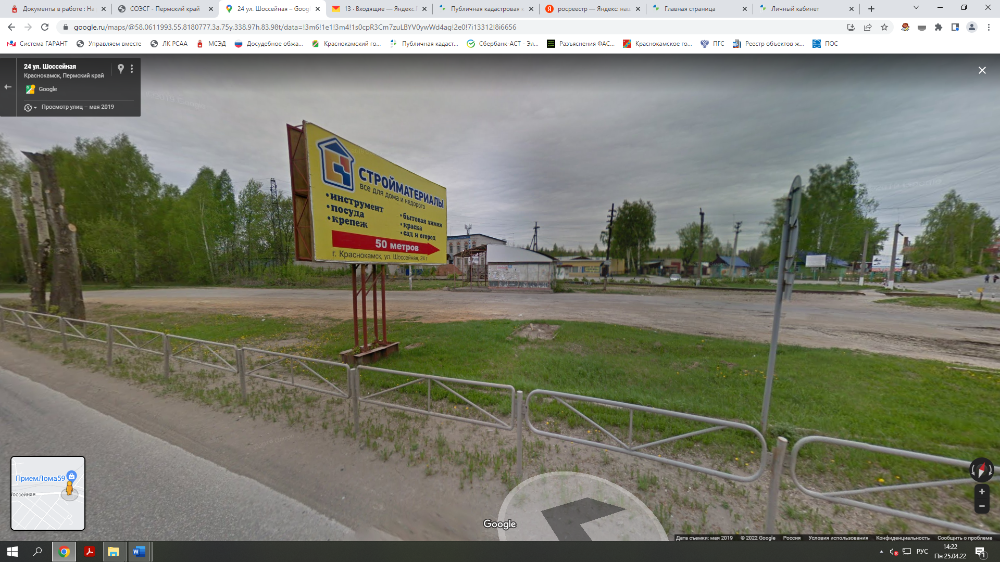 Документы в работе : На
СОЭСГ - Пермский край
24 ул. Шоссейная – Goog
13 · Входящие — Яндекс.
Публичная кадастровая к
росреестр — Яндекс: наш
Главная страница
Личный кабинет
google.ru/maps/@58.0611993,55.8180777,3a,75y,338.97h,83.98t/data=!3m6!1e1!3m4!1s0cpR3Cm7zuLBYV0ywWd4ag!2e0!7i13312!8i6656
Система ГАРАНТ
Управляем вместе
ЛК РСАА
МСЭД
Досудебное обжа...
Краснокамский го...
Публичная кадаст...
Сбербанк-АСТ - Эл...
Разъяснения ФАС...
Краснокамское го...
ПГС
Реестр объектов ж...
ПОС
24 ул. Шоссейная
Краснокамск, Пермский край
Google
Просмотр улиц – мая 2019
СТРОЙМАТЕРИАЛЫ
все для дома и недорого
• инструмент
• посуда
• крепеж
• бытовая химия
• краска
• сад и огород
50 метров
г. Краснокамск, ул. Шоссейная, 24 г
ПриемЛома59
Шоссейная
Google
Дата съемки: мая 2019
© 2022 Google
Россия
Условия использования
Конфиденциальность
Сообщить о проблеме
РУС
14:22
Пн 25.04.22
1